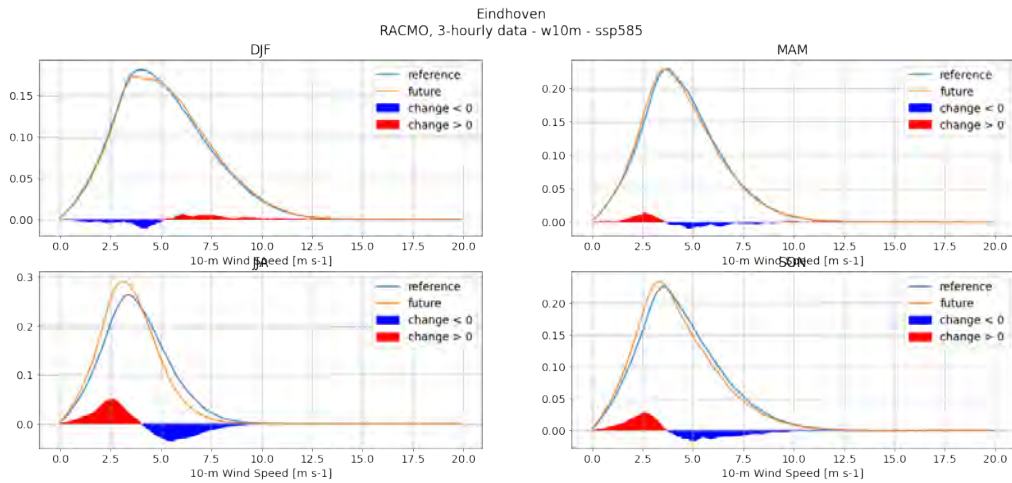 Eindhoven
RACMO, 3-hourly data - w10m - ssp585
DJF
0.15
0.10
0.05
0.00
0.0 2.5 5.0 7.5 10.0 12.5 15.0 17.5 20.0
10-m Wind Speed [m s-1]
reference
future
change < 0
change > 0
MAM
0.20
0.15
0.10
0.05
0.00
0.0 2.5 5.0 7.5 10.0 12.5 15.0 17.5 20.0
10-m Wind Speed [m s-1]
reference
future
change < 0
change > 0
JJA
0.3
0.2
0.1
0.0
0.0 2.5 5.0 7.5 10.0 12.5 15.0 17.5 20.0
10-m Wind Speed [m s-1]
reference
future
change < 0
change > 0
SON
0.20
0.15
0.10
0.05
0.00
0.0 2.5 5.0 7.5 10.0 12.5 15.0 17.5 20.0
10-m Wind Speed [m s-1]
reference
future
change < 0
change > 0